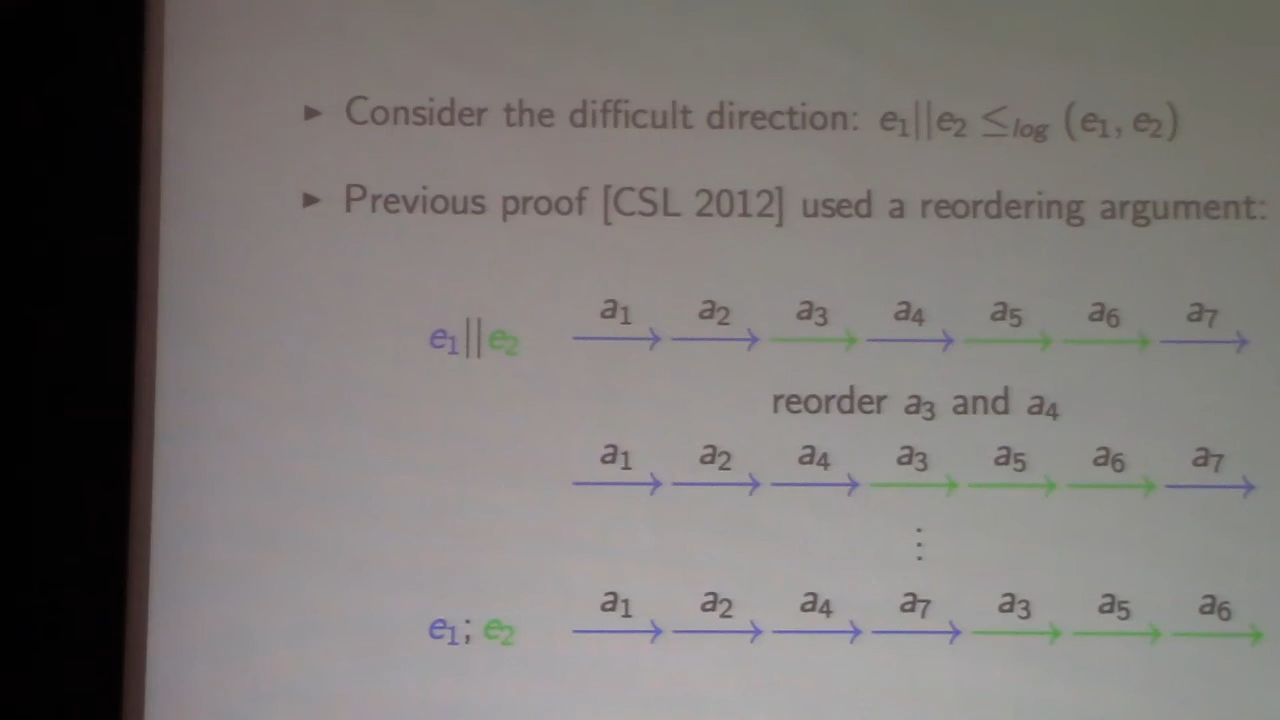 ► Consider the difficult direction: e₁||e₂ ≤log (e₁, e₂)
► Previous proof [CSL 2012] used a reordering argument:
a₁ a₂ a₃ a₄ a₅ a₆ a₇
e₁||e₂
reorder a₃ and a₄
a₁ a₂ a₄ a₃ a₅ a₆ a₇
⋮
a₁ a₂ a₄ a₇ a₃ a₅ a₆
e₁; e₂